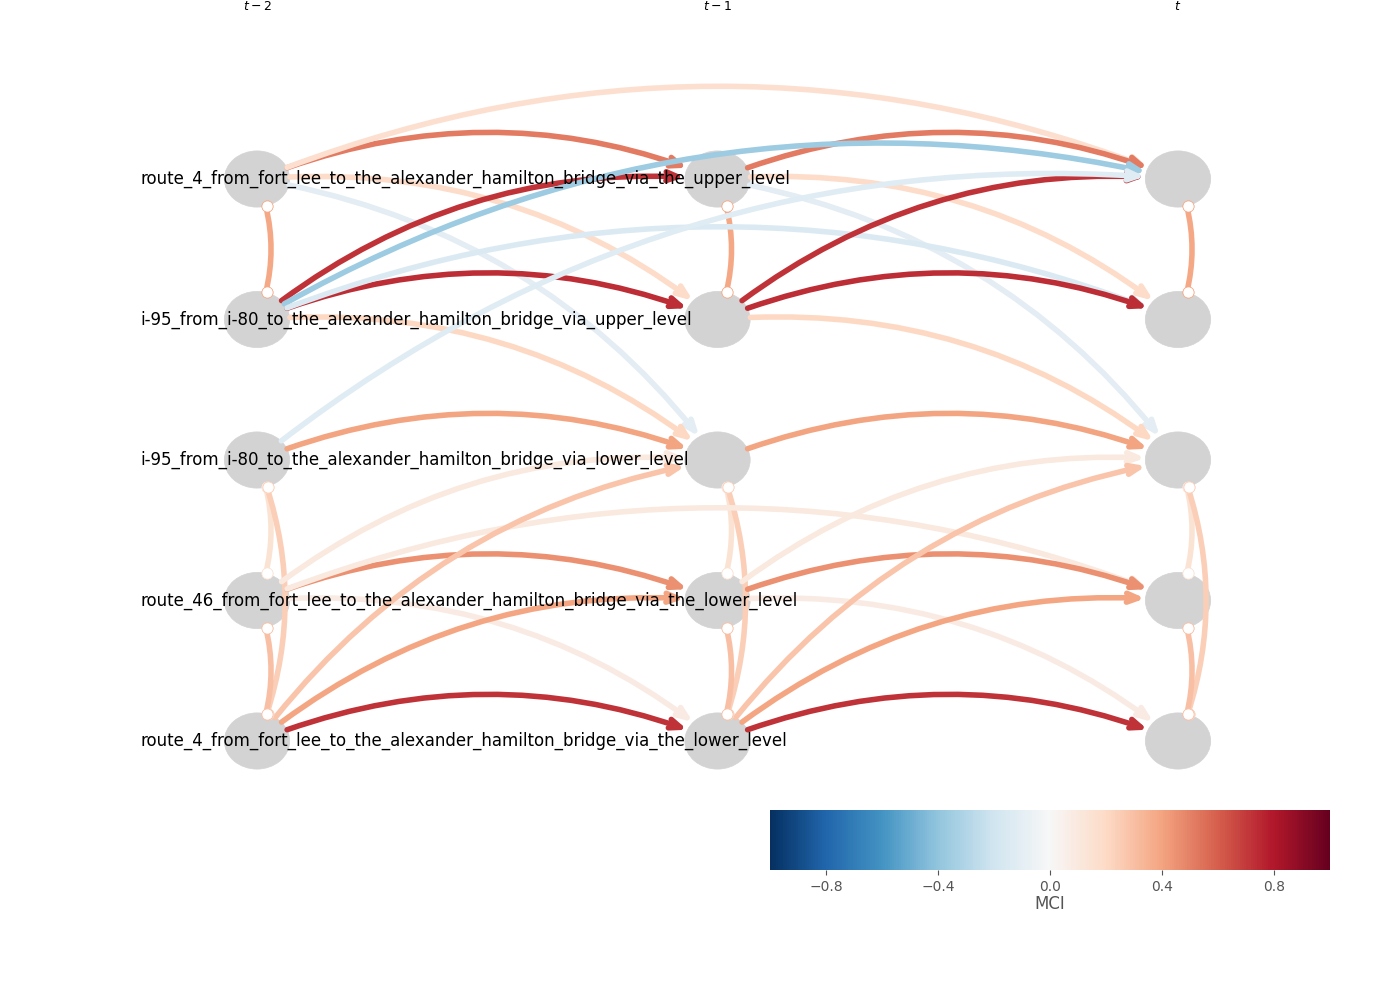 t − 2 t − 1 t
route_4_from_fort_lee_to_the_alexander_hamilton_bridge_via_the_upper_level
i-95_from_i-80_to_the_alexander_hamilton_bridge_via_upper_level
i-95_from_i-80_to_the_alexander_hamilton_bridge_via_lower_level
route_46_from_fort_lee_to_the_alexander_hamilton_bridge_via_the_lower_level
route_4_from_fort_lee_to_the_alexander_hamilton_bridge_via_the_lower_level
−0.8 −0.4 0.0 0.4 0.8
MCI